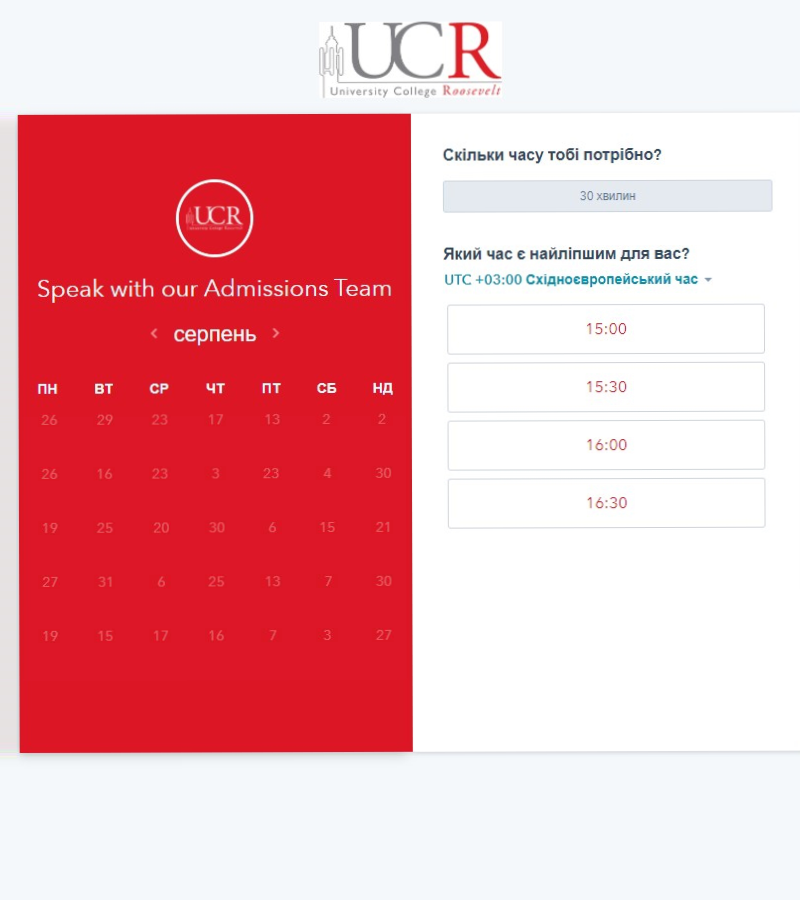 UCR
University College Roosevelt
UCR
Speak with our Admissions Team
серпень
ПН ВТ СР ЧТ ПТ СБ НД
26 29 23 17 13 2 2
26 16 23 3 23 4 30
19 25 20 30 6 15 21
27 31 6 25 13 7 30
19 15 17 16 7 3 27
Скільки часу тобі потрібно?
30 хвилин
Який час є найліпшим для вас?
UTC +03:00 Східноєвропейський час
15:00
15:30
16:00
16:30